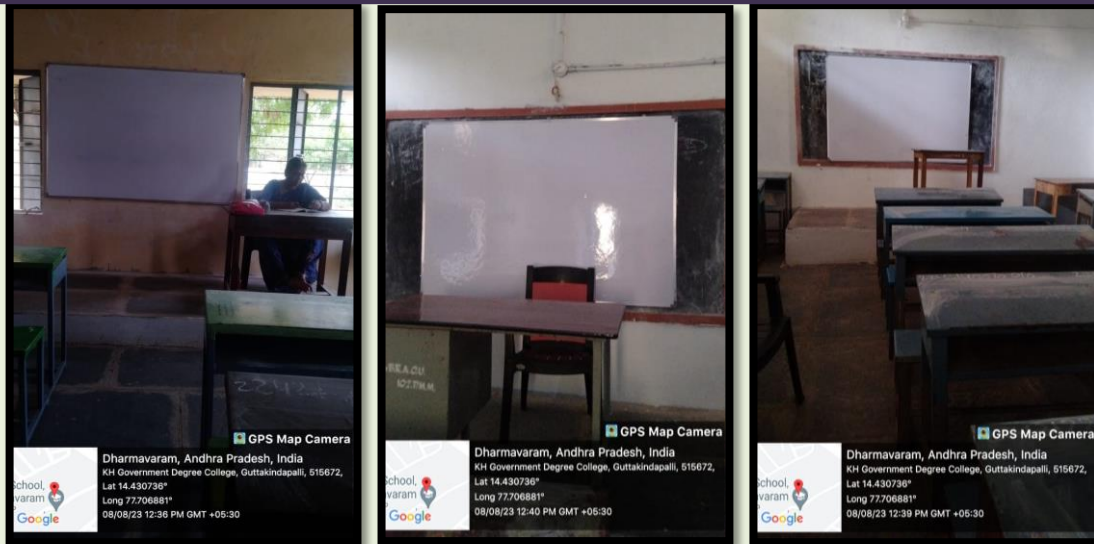 GPS Map Camera
Dharmavaram, Andhra Pradesh, India
KH Government Degree College, Guttakindapalli, 515672,
Lat 14.430736°
Long 77.706881°
08/08/23 12:36 PM GMT +05:30
Google
GPS Map Camera
Dharmavaram, Andhra Pradesh, India
KH Government Degree College, Guttakindapalli, 515672,
Lat 14.430736°
Long 77.706881°
08/08/23 12:40 PM GMT +05:30
Google
GPS Map Camera
Dharmavaram, Andhra Pradesh, India
KH Government Degree College, Guttakindapalli, 515672,
Lat 14.430736°
Long 77.706881°
08/08/23 12:39 PM GMT +05:30
Google